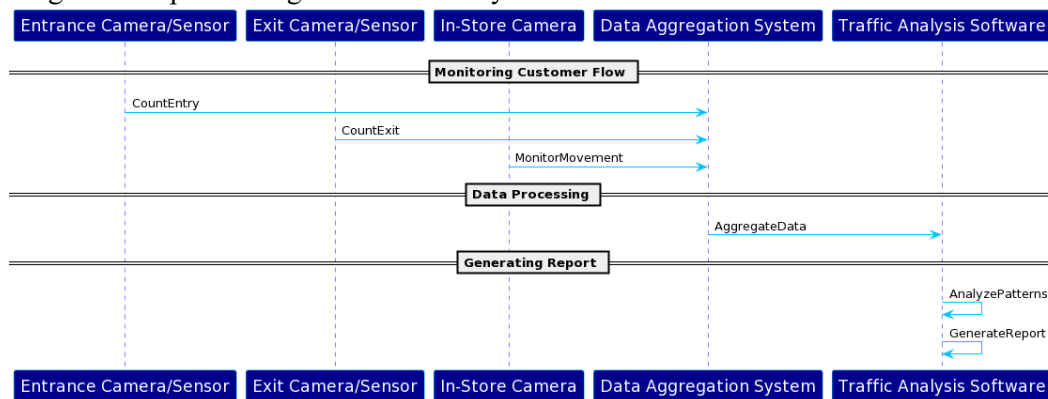 Entrance Camera/Sensor Exit Camera/Sensor In-Store Camera Data Aggregation System Traffic Analysis Software
Monitoring Customer Flow
CountEntry
CountExit
MonitorMovement
Data Processing
AggregateData
Generating Report
AnalyzePatterns
GenerateReport
Entrance Camera/Sensor Exit Camera/Sensor In-Store Camera Data Aggregation System Traffic Analysis Software